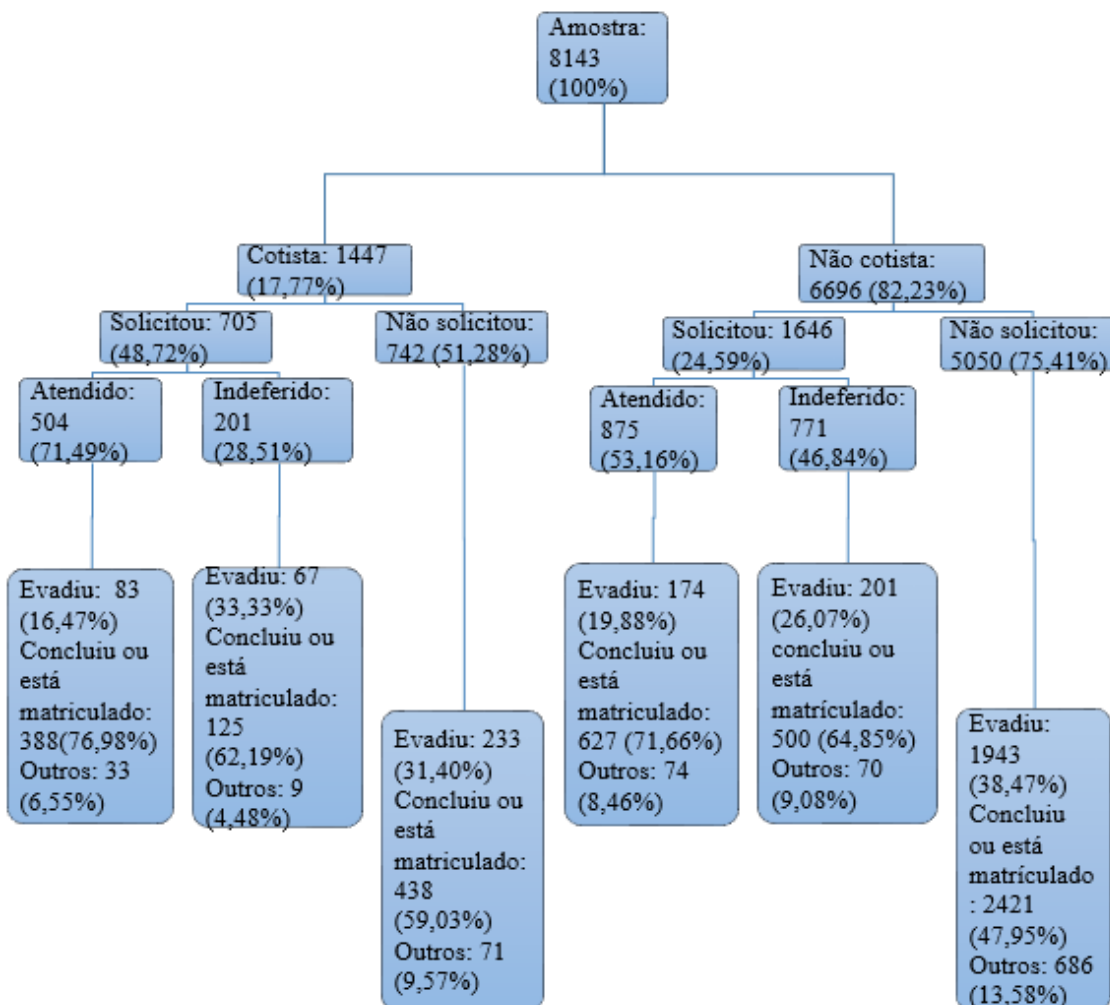 Amostra:
8143
(100%)
Cotista: 1447
(17,77%)
Não cotista:
6696 (82,23%)
Solicitou: 705
(48,72%)
Não solicitou:
742 (51,28%)
Solicitou: 1646
(24,59%)
Não solicitou:
5050 (75,41%)
Atendido:
504
(71,49%)
Indeferido:
201
(28,51%)
Atendido:
875
(53,16%)
Indeferido:
771
(46,84%)
Evadiu:  83
(16,47%)
Concluiu ou
está
matriculado:
388(76,98%)
Outros: 33
(6,55%)
Evadiu: 67
(33,33%)
Concluiu ou
está
matriculado:
125
(62,19%)
Outros: 9
(4,48%)
Evadiu: 233
(31,40%)
Concluiu ou
está
matriculado:
438
(59,03%)
Outros: 71
(9,57%)
Evadiu: 174
(19,88%)
Concluiu ou
está
matriculado:
627 (71,66%)
Outros: 74
(8,46%)
Evadiu: 201
(26,07%)
concluiu ou
está
matrículado:
500 (64,85%)
Outros: 70
(9,08%)
Evadiu:
1943
(38,47%)
Concluiu
ou está
matrículado
: 2421
(47,95%)
Outros: 686
(13,58%)